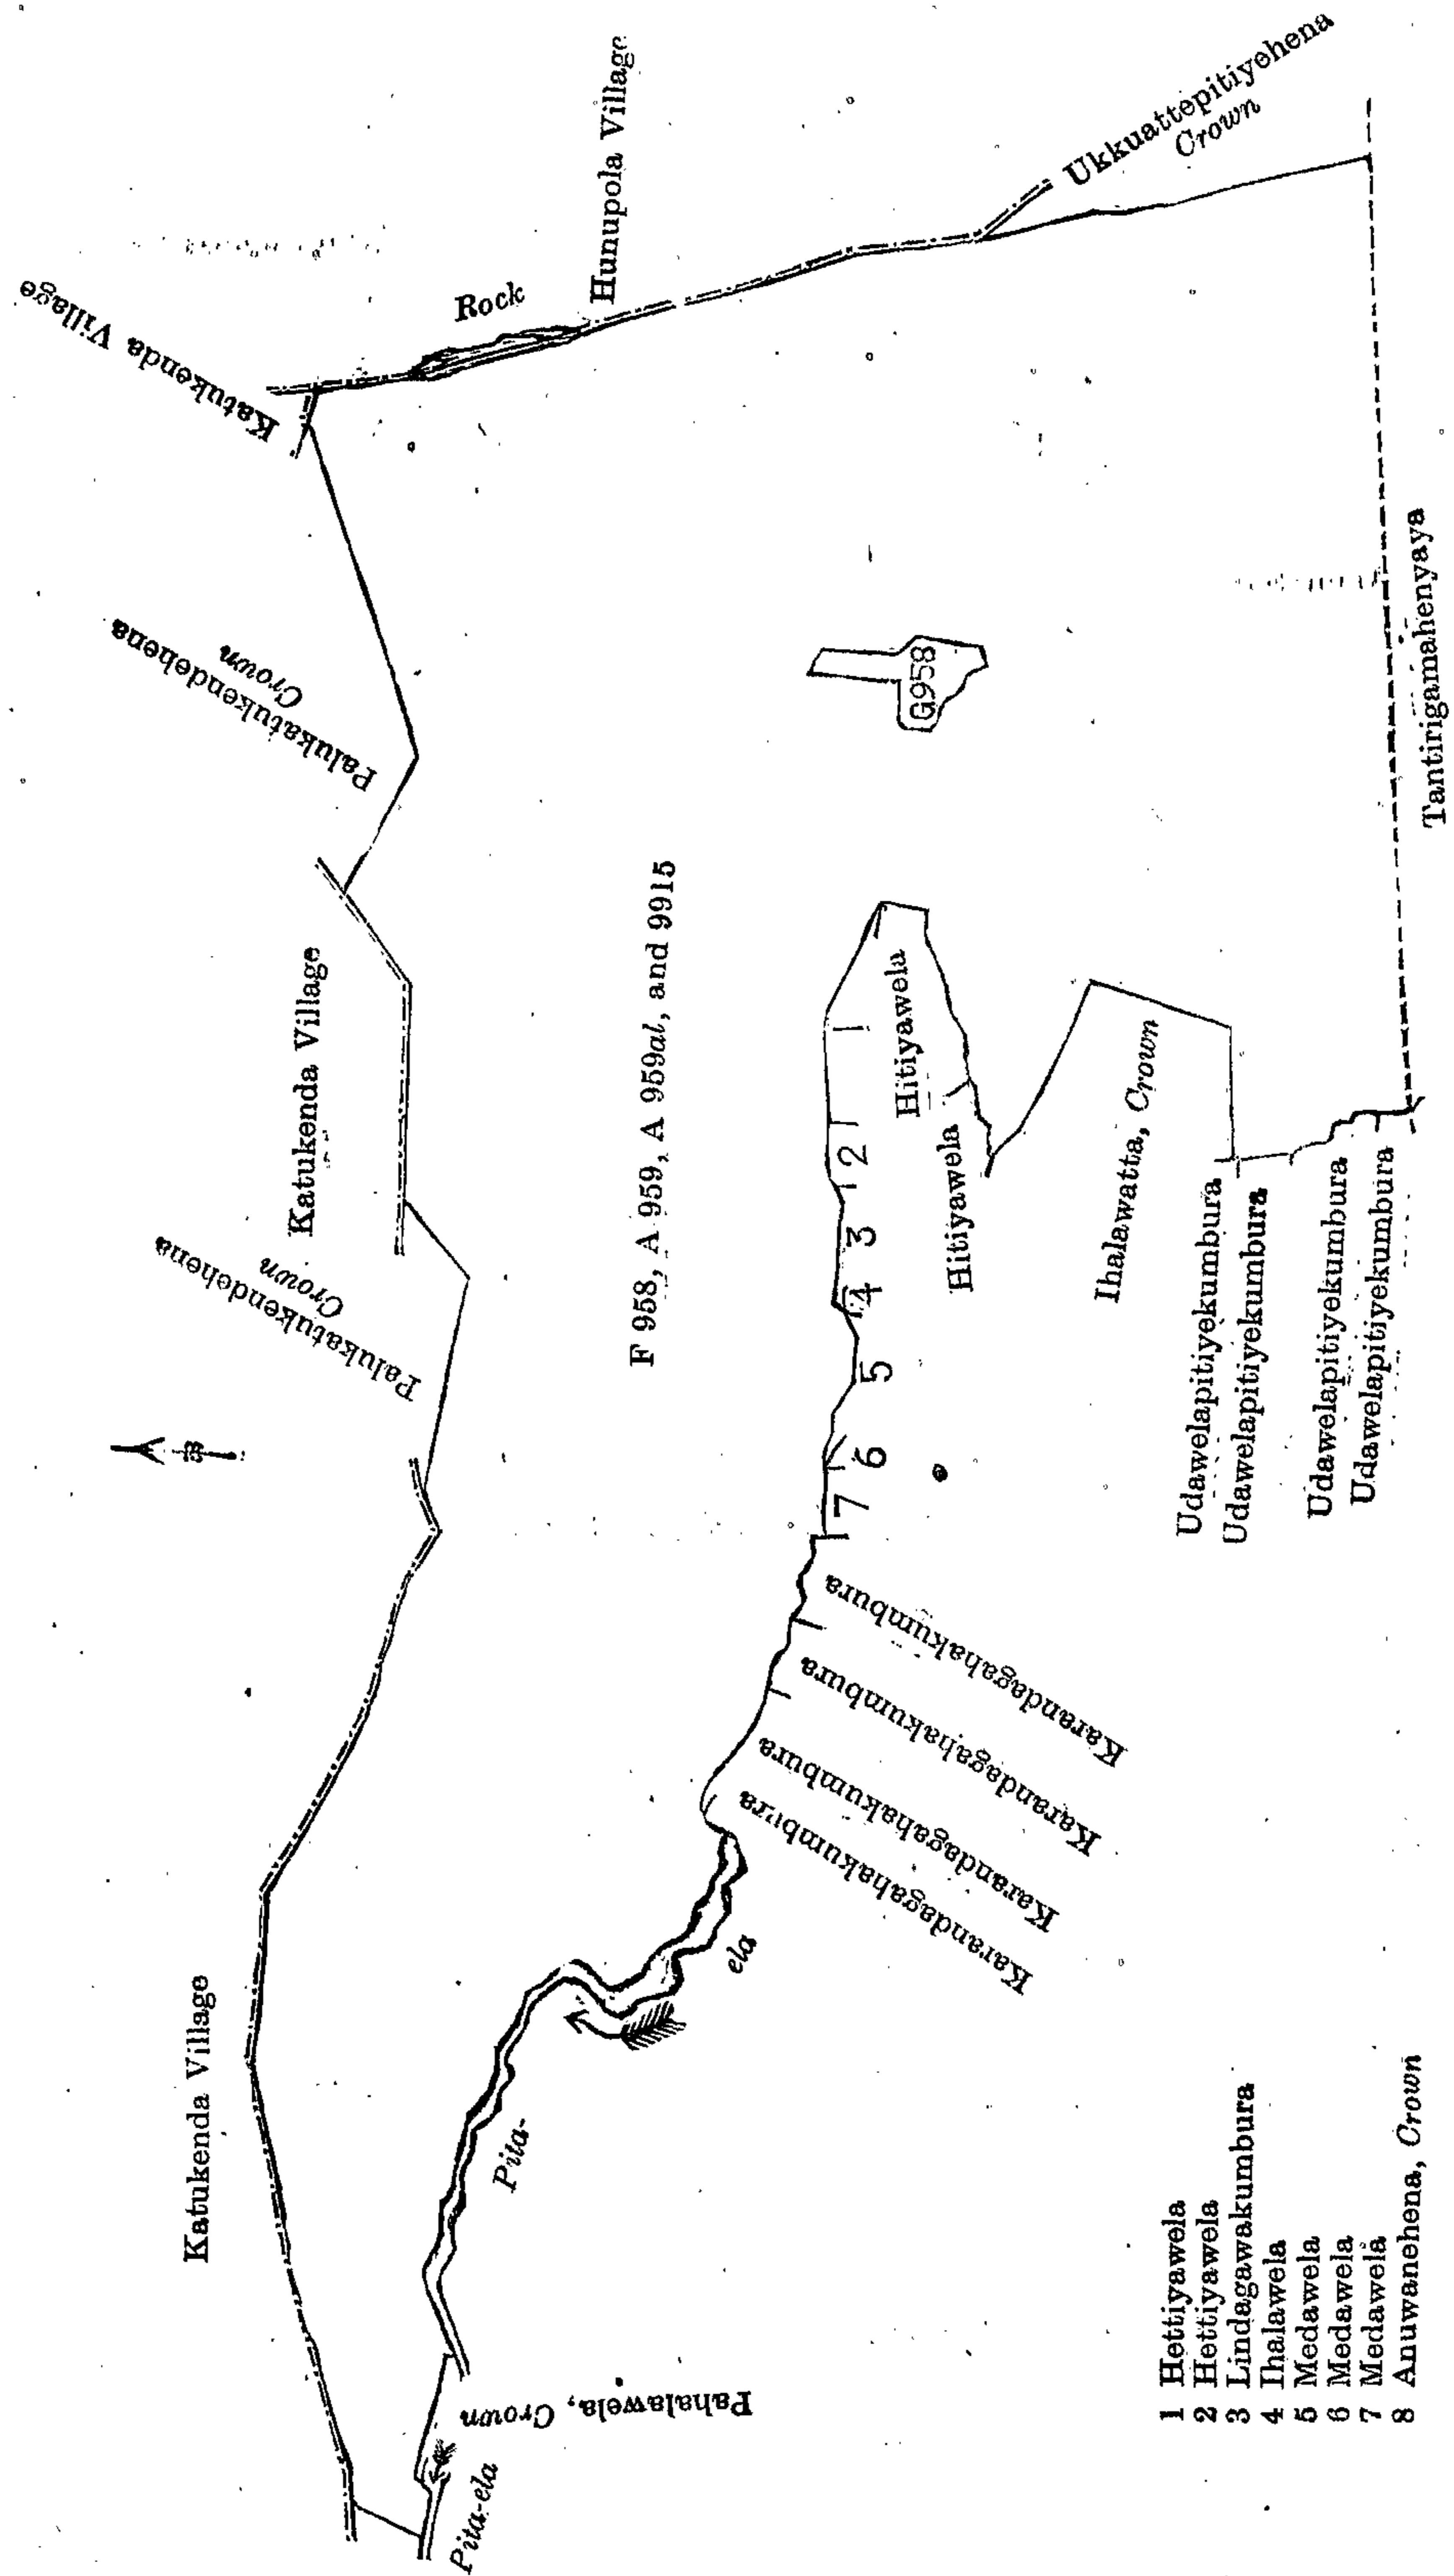 Katukenda Village
Rock
Hunupola Village
Ukkuattepitiyehena
Crown
Palukatukendehena
Crown
Katukenda Village
Palukatukendehena
Crown
Katukenda Village
F 958, A 959, A 959al, and 9915
G958
Tantirigamahenyaya
Hitiyawela
Hitiyawela
Ihalawatta, Crown
Udawelapitiyekumbura
Udawelapitiyekumbura
Udawelapitiyekumbura
Udawelapitiyekumbura
2
3
4
5
6
7
Karandagahakumbura
Karandagahakumbura
Karandagahakumbura
Karandagahakumbura
Pita-
ela
Pahalawela, Crown
Pita-ela
1 Hettiyawela
2 Hettiyawela
3 Lindagawakumbura
4 Ihalawela
5 Medawela
6 Medawela
7 Medawela
8 Anuwanehena, Crown